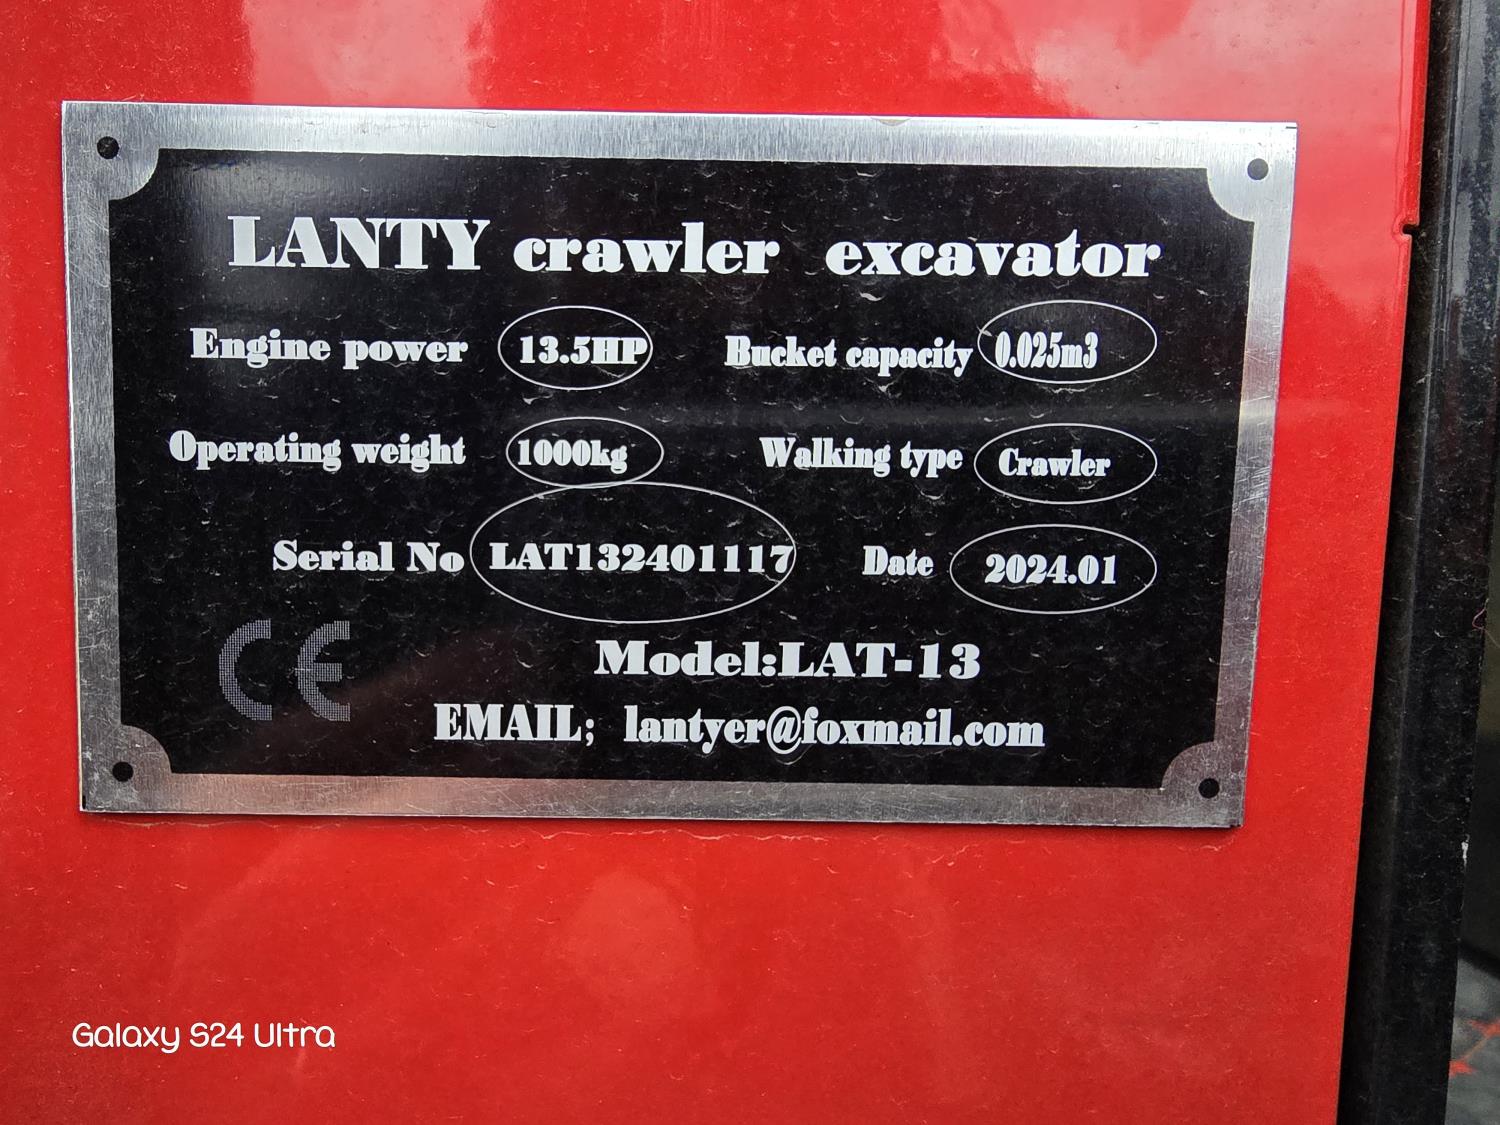 LANTY crawler excavator
Engine power 13.5HP Bucket capacity 0.025m3
Operating weight 1000kg Walking type Crawler
Serial No LAT132401117 Date 2024.01
CE
Model:LAT-13
EMAIL; lantyer@foxmail.com
Galaxy S24 Ultra